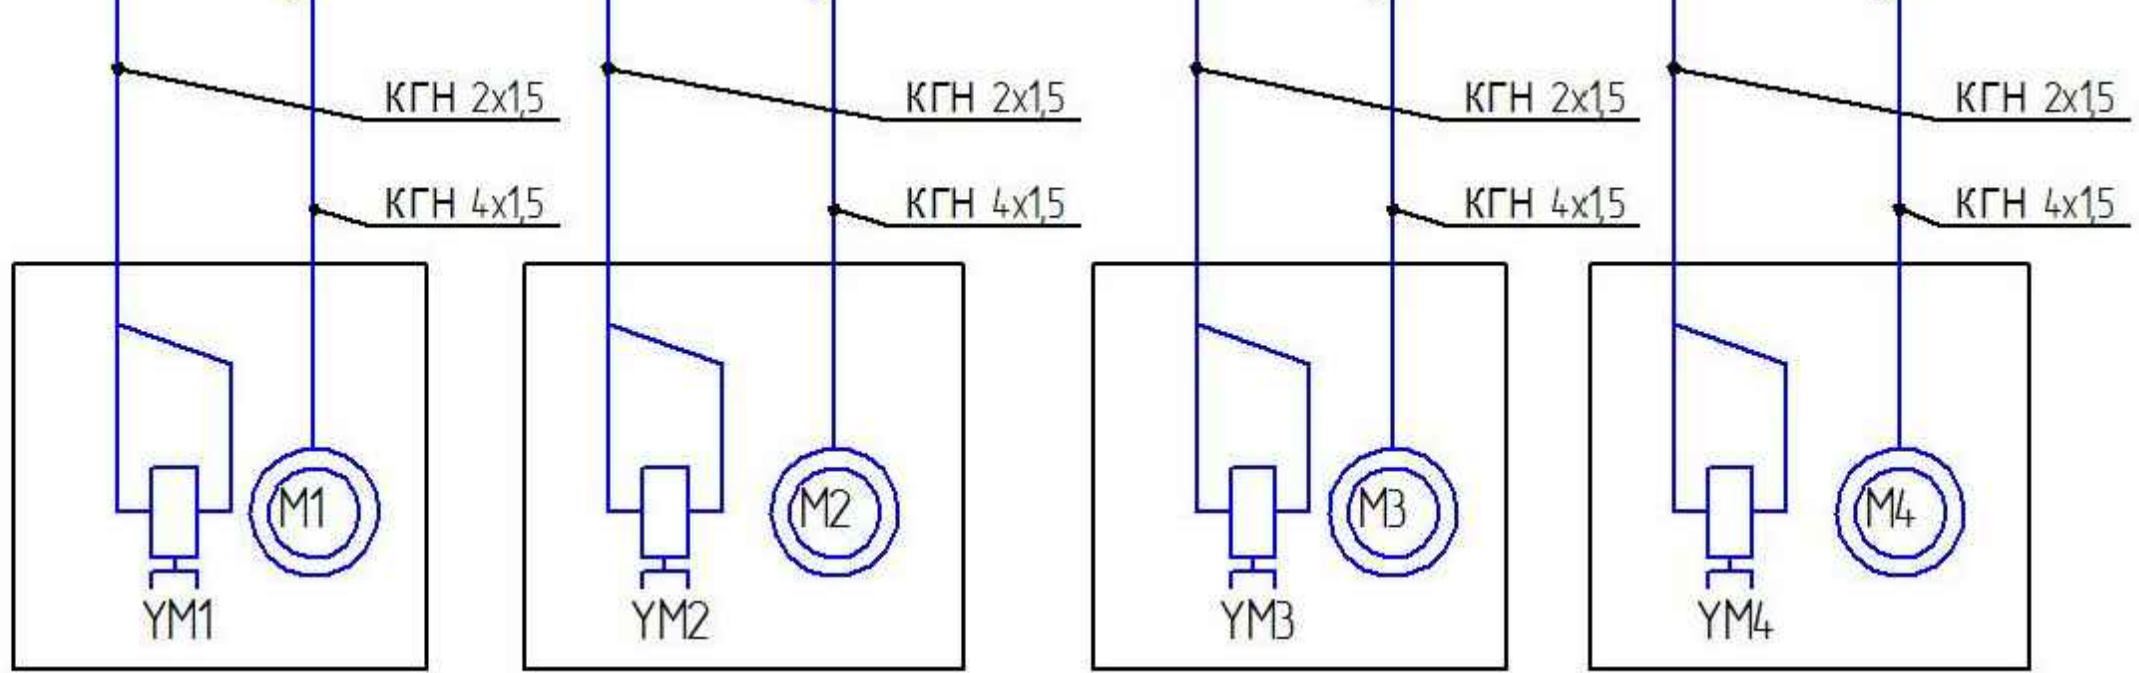 КГН 2х1,5 КГН 2х1,5 КГН 2х1,5 КГН 2х1,5
КГН 4х1,5 КГН 4х1,5 КГН 4х1,5 КГН 4х1,5
М1 М2 М3 М4
YM1 YM2 YM3 YM4